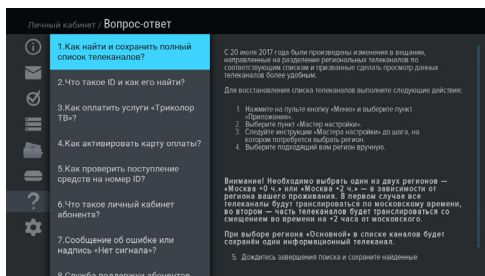 Личный кабинет / Вопрос-ответ
1.Как найти и сохранить полный
список телеканалов?
2.Что такое ID и как его найти?
3.Как оплатить услуги «Триколор
ТВ»?
4.Как активировать карту оплаты?
5.Как проверить поступление
средств на номер ID?
6.Что такое личный кабинет
абонента?
7.Сообщение об ошибке или
надпись «Нет сигнала»?
8.Служба поддержки абонентов
С 20 июля 2017 года были произведены изменения в вещании,
направленные на разделение региональных телеканалов по
соответствующим спискам и призванные сделать просмотр данных
телеканалов более удобным.
Для восстановления списка телеканалов выполните следующие действия:
1. Нажмите на пульте кнопку «Меню» и выберите пункт
«Приложения».
2. Выберите пункт «Мастер настройки».
3. Следуйте инструкции «Мастера настройки» до шага, на
котором потребуется выбрать регион.
4. Выберите подходящий вам регион вручную.
Внимание! Необходимо выбрать один из двух регионов —
«Москва +0 ч.» или «Москва +2 ч.» — в зависимости от
региона вашего проживания. В первом случае все
телеканалы будут транслироваться по московскому времени,
во втором — часть телеканалов будет транслироваться со
смещением во времени на +2 часа от московского.
При выборе региона «Основной» в списке каналов будет
сохранён один информационный телеканал.
5. Дождитесь завершения поиска и сохраните найденные